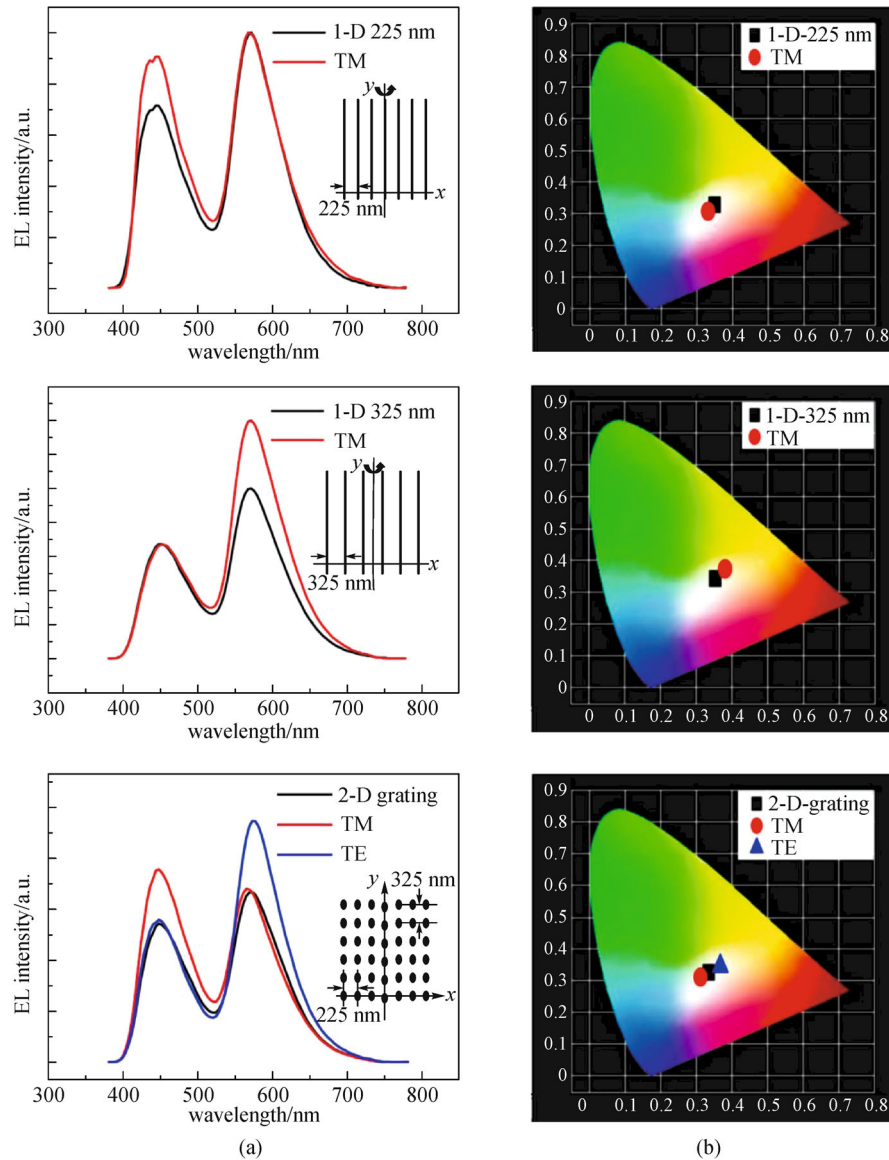 1-D 225 nm
TM
y
x
225 nm
EL intensity/a.u.
300 400 500 600 700 800
wavelength/nm
1-D-225 nm
TM
0.9
0.8
0.7
0.6
0.5
0.4
0.3
0.2
0.1
0
0 0.1 0.2 0.3 0.4 0.5 0.6 0.7 0.8
1-D 325 nm
TM
y
x
325 nm
EL intensity/a.u.
300 400 500 600 700 800
wavelength/nm
1-D-325 nm
TM
0.9
0.8
0.7
0.6
0.5
0.4
0.3
0.2
0.1
0
0 0.1 0.2 0.3 0.4 0.5 0.6 0.7 0.8
2-D grating
TM
TE
y
325 nm
x
225 nm
EL intensity/a.u.
300 400 500 600 700 800
wavelength/nm
(a)
2-D-grating
TM
TE
0.9
0.8
0.7
0.6
0.5
0.4
0.3
0.2
0.1
0
0.1 0.2 0.3 0.4 0.5 0.6 0.7 0.8
(b)